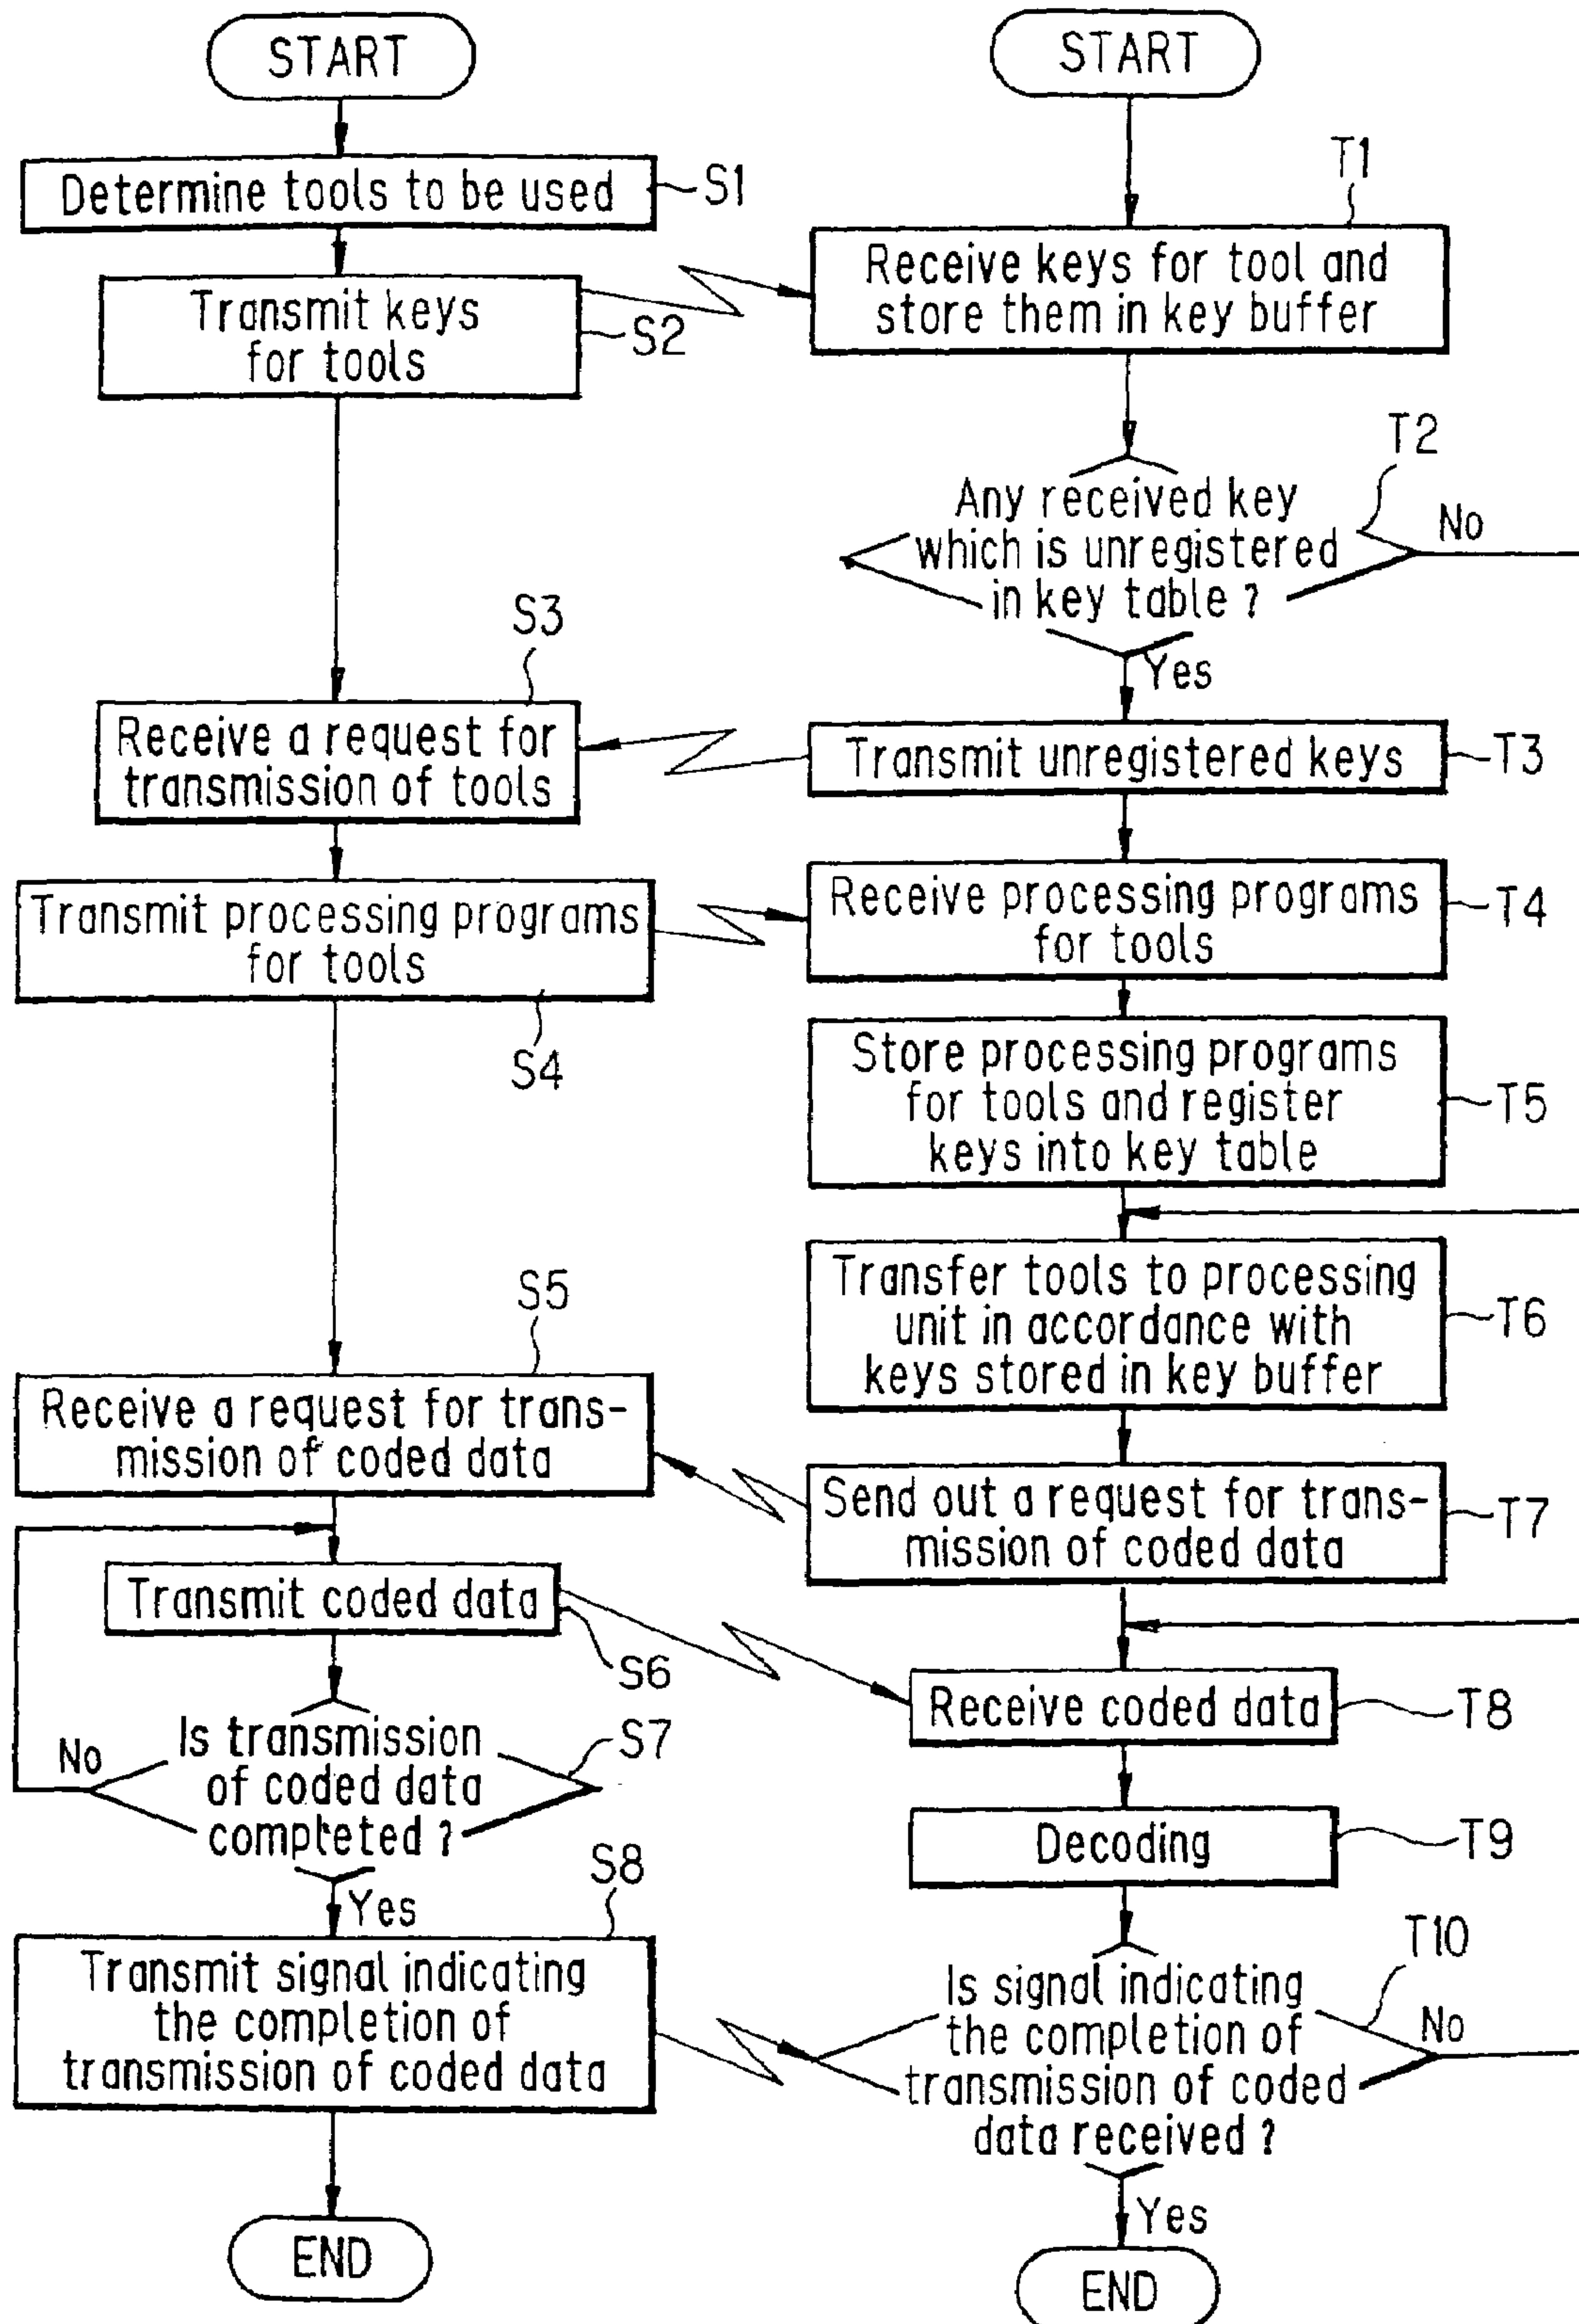 START
Determine tools to be used
S1
Transmit keys
for tools
S2
S3
Receive a request for
transmission of tools
Transmit processing programs
for tools
S4
S5
Receive a request for trans-
mission of coded data
Transmit coded data
S6
Is transmission
of coded data
completed ?
S7
No
Yes
S8
Transmit signal indicating
the completion of
transmission of coded data
END
START
T1
Receive keys for tool and
store them in key buffer
T2
Any received key
which is unregistered
in key table ?
No
Yes
Transmit unregistered keys
T3
Receive processing programs
for tools
T4
Store processing programs
for tools and register
keys into key table
T5
Transfer tools to processing
unit in accordance with
keys stored in key buffer
T6
Send out a request for trans-
mission of coded data
T7
Receive coded data
T8
Decoding
T9
T10
Is signal indicating
the completion of
transmission of coded
data received ?
No
Yes
END